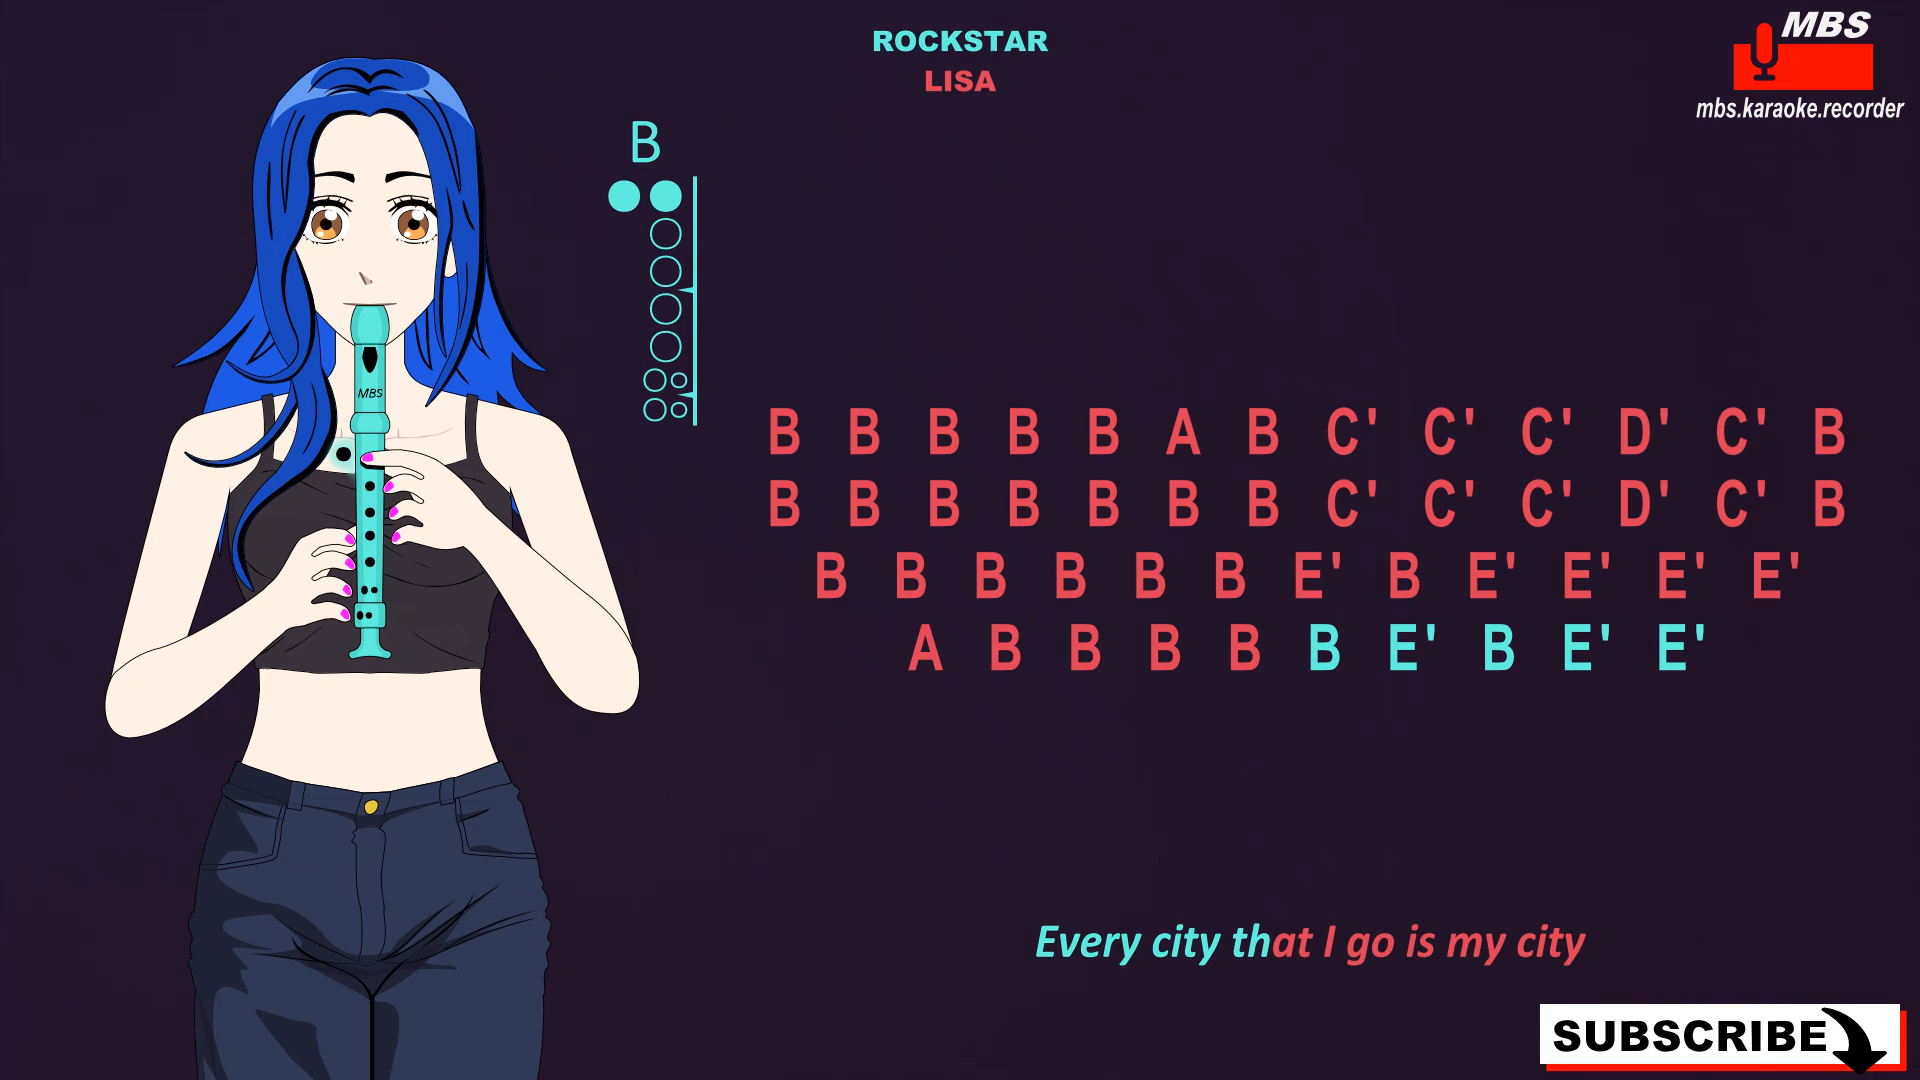 ROCKSTAR
LISA
MBS
mbs.karaoke.recorder
B
MBS
B B B B B A B C' C' C' D' C' B
B B B B B B B C' C' C' D' C' B
B B B B B B E' B E' E' E' E'
A B B B B B E' B E' E'
Every city that I go is my city
SUBSCRIBE